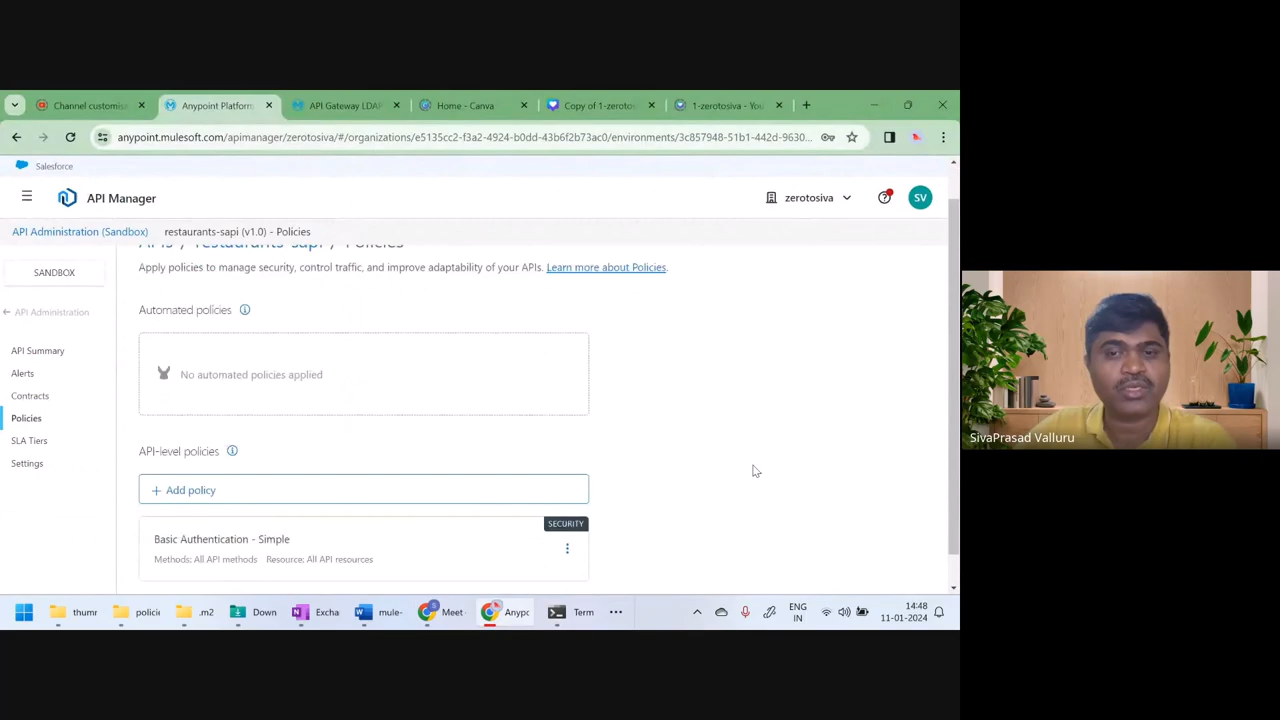 Channel customisa
Anypoint Platform
API Gateway LDAP
Home - Canva
Copy of 1-zerotos
1-zerotosiva - You
anypoint.mulesoft.com/apimanager/zerotosiva/#/organizations/e5135cc2-f3a2-4924-b0dd-43b6f2b73ac0/environments/3c857948-51b1-442d-9630...
Salesforce
API Manager
zerotosiva
SV
API Administration (Sandbox)
restaurants-sapi (v1.0) - Policies
APIs / restaurants-sapi / Policies
SANDBOX
Apply policies to manage security, control traffic, and improve adaptability of your APIs. Learn more about Policies.
API Administration
Automated policies
API Summary
Alerts
No automated policies applied
Contracts
Policies
SLA Tiers
API-level policies
Settings
+ Add policy
SECURITY
Basic Authentication - Simple
Methods: All API methods Resource: All API resources
SivaPrasad Valluru
thumr
policie
.m2
Down
Excha
mule-
Meet
Anypc
Term
ENG
IN
14:48
11-01-2024